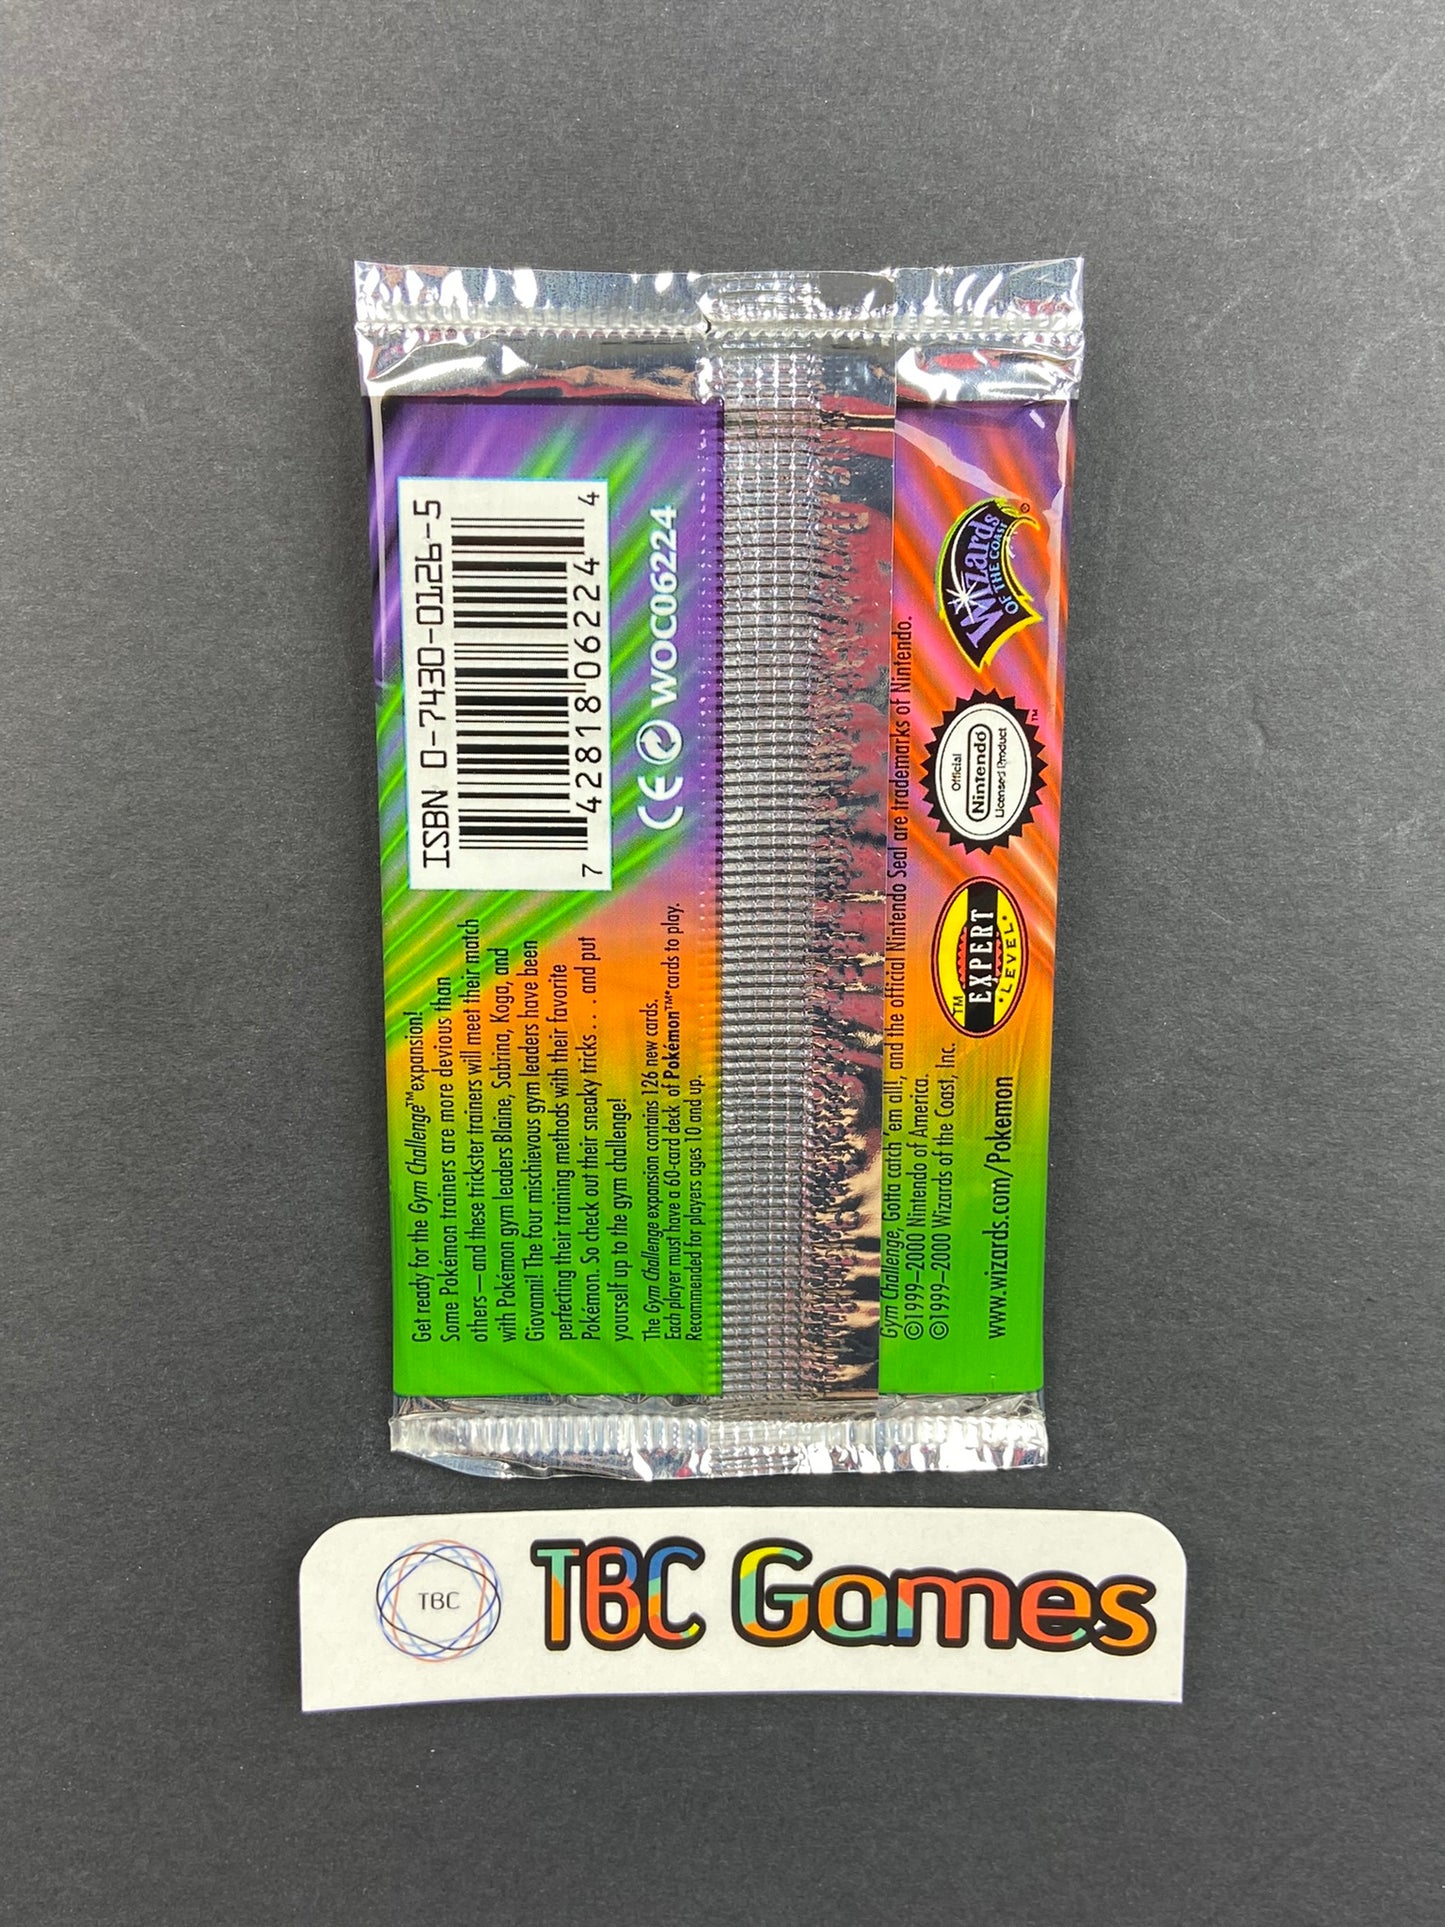 ISBN 0-7430-0126-5
7 42818 06224 4
CE WOC06224
Get ready for the Gym Challenge™ expansion!
Some Pokémon trainers are more devious than
others—and these trickster trainers will meet their match
with Pokémon gym leaders Blaine, Sabrina, Koga, and
Giovanni! The four mischievous gym leaders have been
perfecting their training methods with their favorite
Pokémon. So check out their sneaky tricks. . . and put
yourself up to the gym challenge!
The Gym Challenge expansion contains 126 new cards.
Each player must have a 60-card deck of Pokémon™* cards to play.
Recommended for players ages 10 and up.
Gym Challenge, Gotta catch 'em all!, and the official Nintendo Seal are trademarks of Nintendo.
©1999–2000 Nintendo of America.
©1999–2000 Wizards of the Coast, Inc.
www.wizards.com/Pokemon
TM
EXPERT
•LEVEL•
Official
Nintendo®
Licensed Product
TM
Wizards®
OF THE COAST
TBC
TBC Games